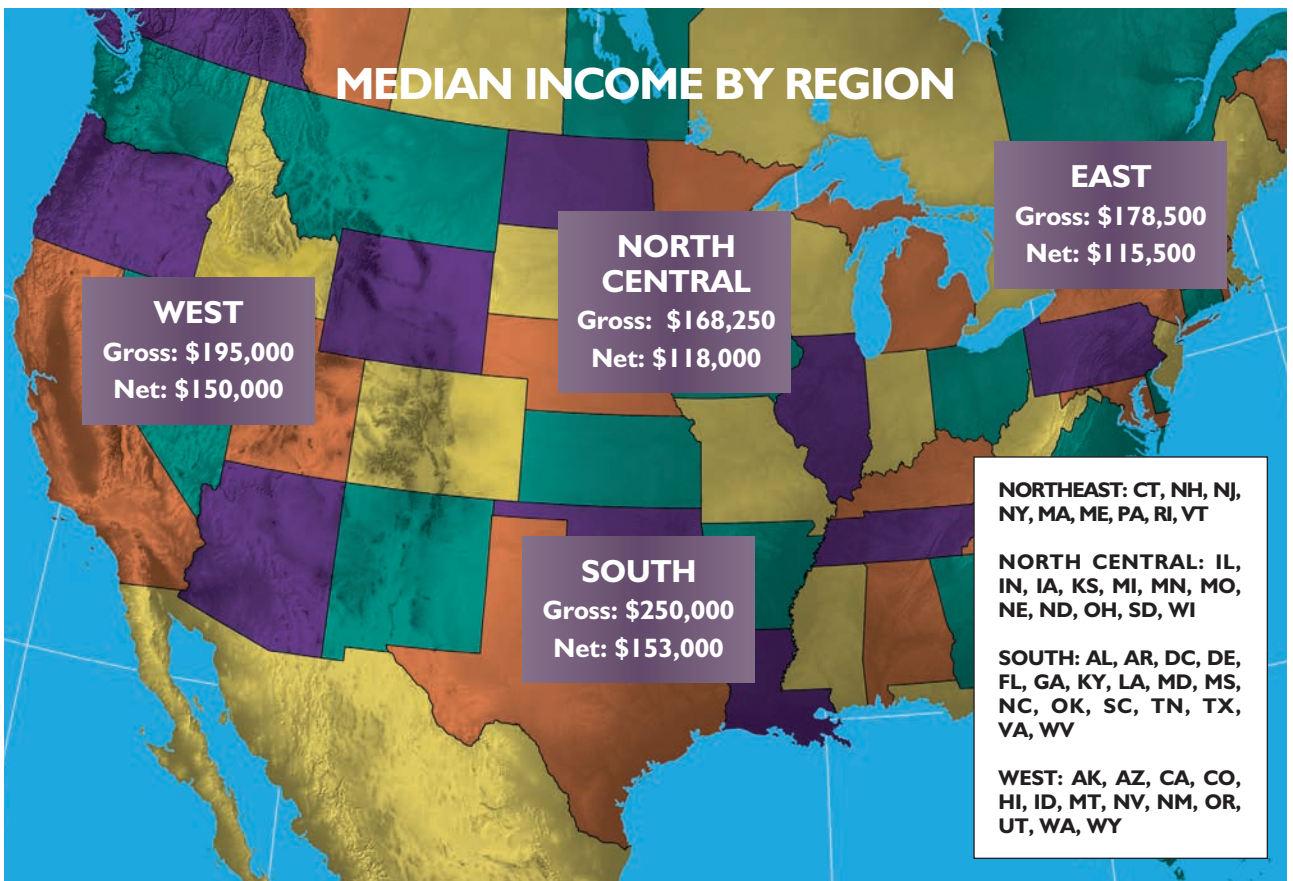 MEDIAN INCOME BY REGION
EAST
Gross: $178,500
Net: $115,500
NORTH
CENTRAL
Gross: $168,250
Net: $118,000
WEST
Gross: $195,000
Net: $150,000
SOUTH
Gross: $250,000
Net: $153,000
NORTHEAST: CT, NH, NJ,
NY, MA, ME, PA, RI, VT
NORTH CENTRAL: IL,
IN, IA, KS, MI, MN, MO,
NE, ND, OH, SD, WI
SOUTH: AL, AR, DC, DE,
FL, GA, KY, LA, MD, MS,
NC, OK, SC, TN, TX,
VA, WV
WEST: AK, AZ, CA, CO,
HI, ID, MT, NV, NM, OR,
UT, WA, WY